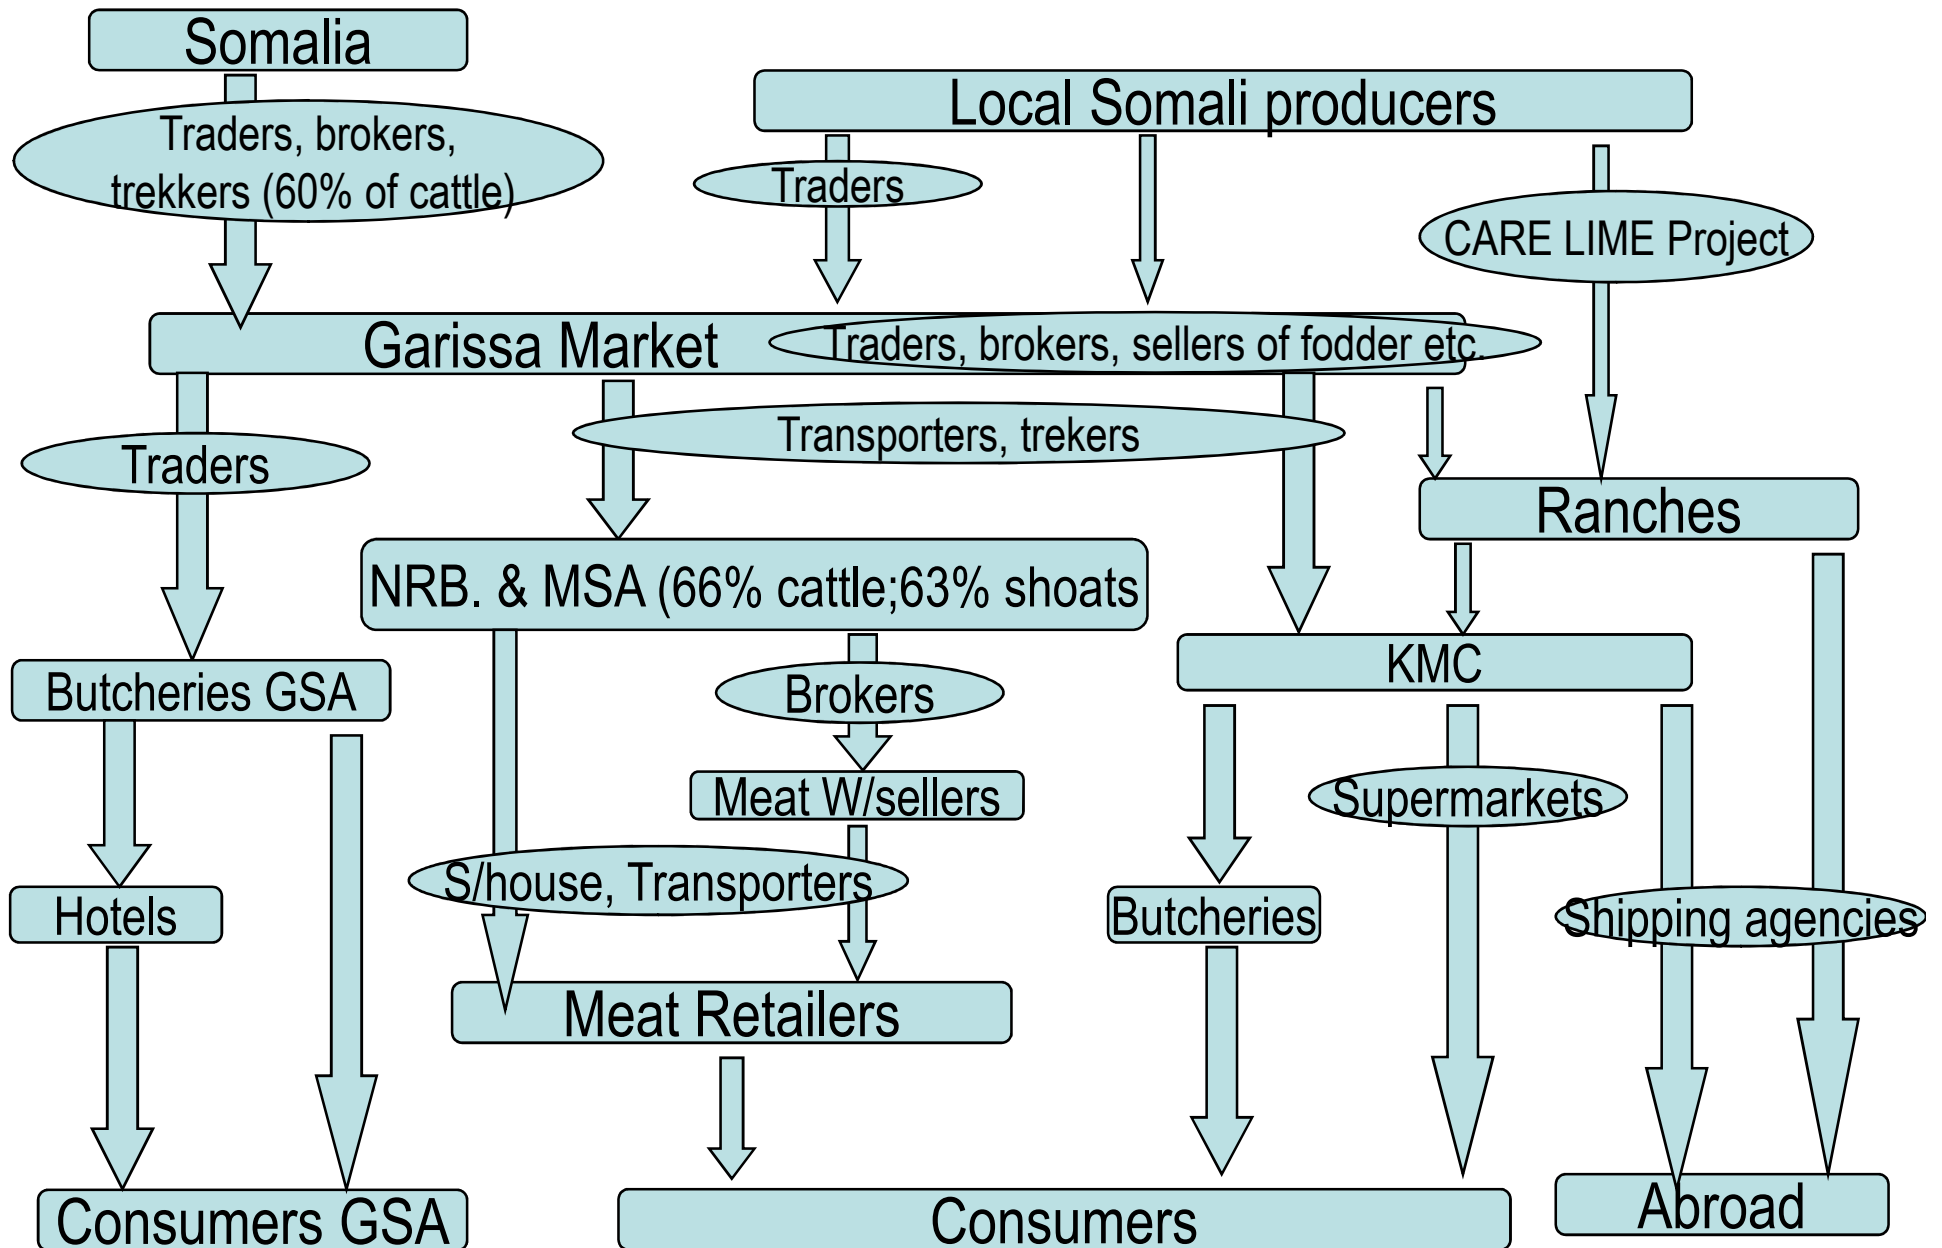 Somalia
Local Somali producers
Traders, brokers,
trekkers (60% of cattle)
Traders
CARE LIME Project
Garissa Market
Traders, brokers, sellers of fodder etc.
Transporters, trekers
Traders
Ranches
NRB. & MSA (66% cattle;63% shoats
KMC
Butcheries GSA
Brokers
Meat W/sellers
Supermarkets
S/house, Transporters
Hotels
Butcheries
Shipping agencies
Meat Retailers
Consumers GSA
Consumers
Abroad